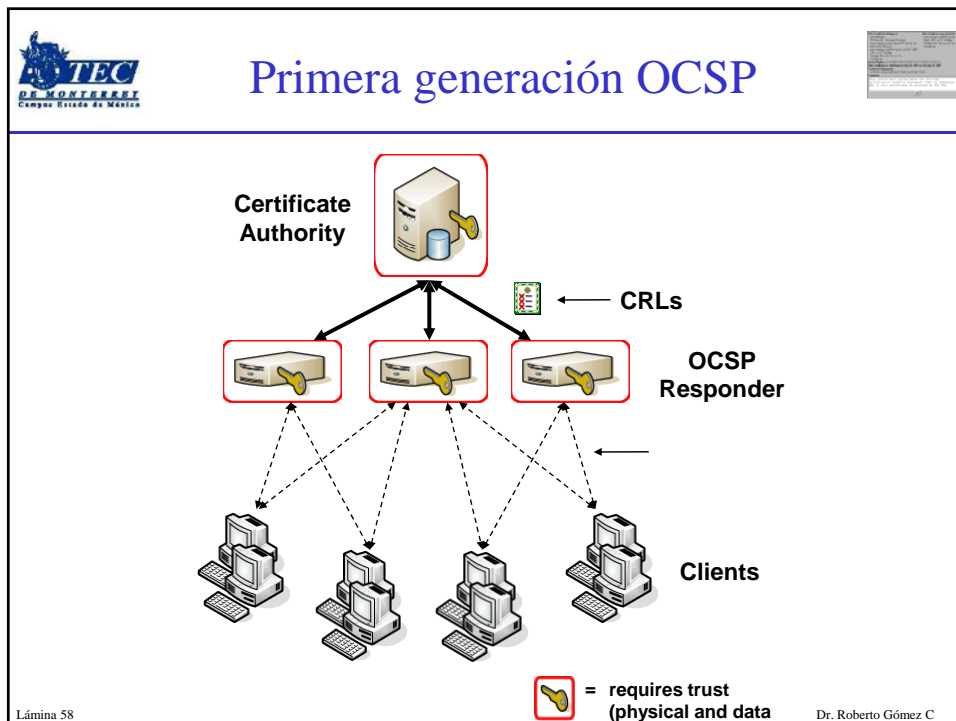 TEC
DE MONTERREY
Campus Estado de México
Primera generación OCSP
Certificate
Authority
CRLs
OCSP
Responder
Clients
= requires trust
(physical and data
Lámina 58
Dr. Roberto Gómez C